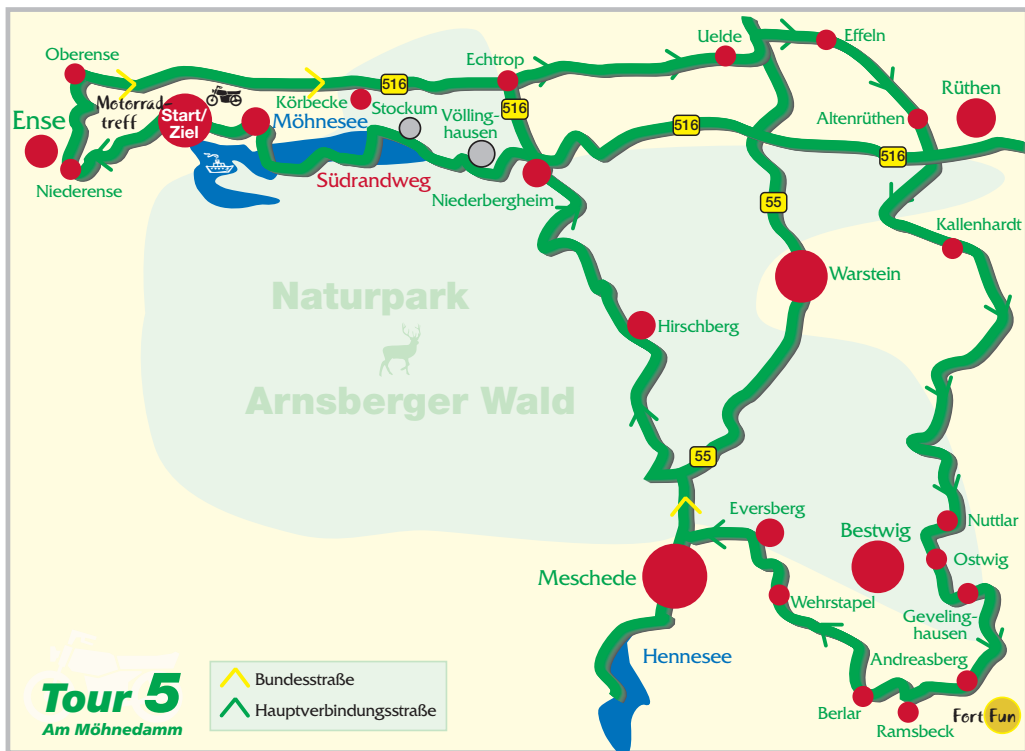 Oberense
Echtrop
Uelde
Effeln
516
Motorrad-
treff
Körbecke
Stockum
516
Rüthen
Ense
Start/
Ziel
Möhnesee
Völling-
hausen
516
Altenrüthen
516
Niederense
Südrandweg
Niederbergheim
55
Kallenhardt
Warstein
Naturpark
Hirschberg
Arnsberger Wald
55
Eversberg
Nuttlar
Bestwig
Ostwig
Meschede
Wehrstapel
Geveling-
hausen
Hennesee
Andreasberg
Berlar
Ramsbeck
Fort Fun
Tour 5
Am Möhnedamm
Bundesstraße
Hauptverbindungsstraße